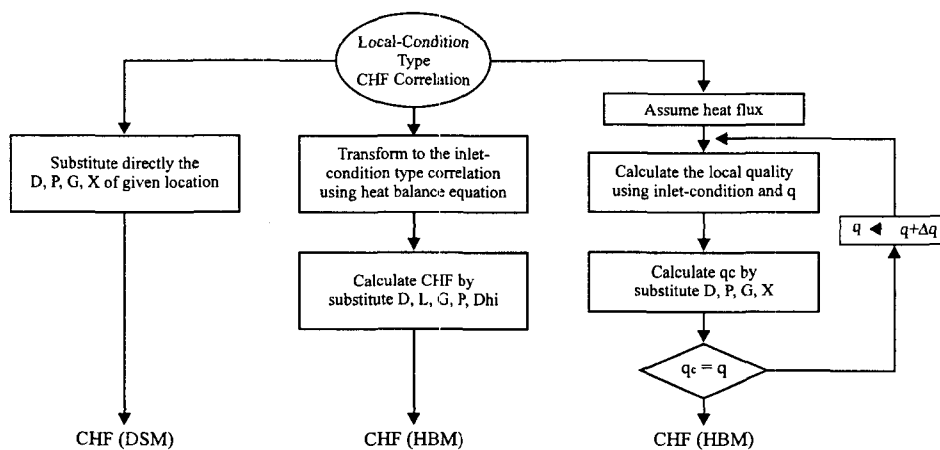 Local-Condition
Type
CHF Correlation
Substitute directly the
D, P, G, X of given location
CHF (DSM)
Transform to the inlet-
condition type correlation
using heat balance equation
Calculate CHF by
substitute D, L, G, P, Dhi
CHF (HBM)
Assume heat flux
Calculate the local quality
using inlet-condition and q
Calculate qc by
substitute D, P, G, X
qc = q
q ◄ q+Δq
CHF (HBM)